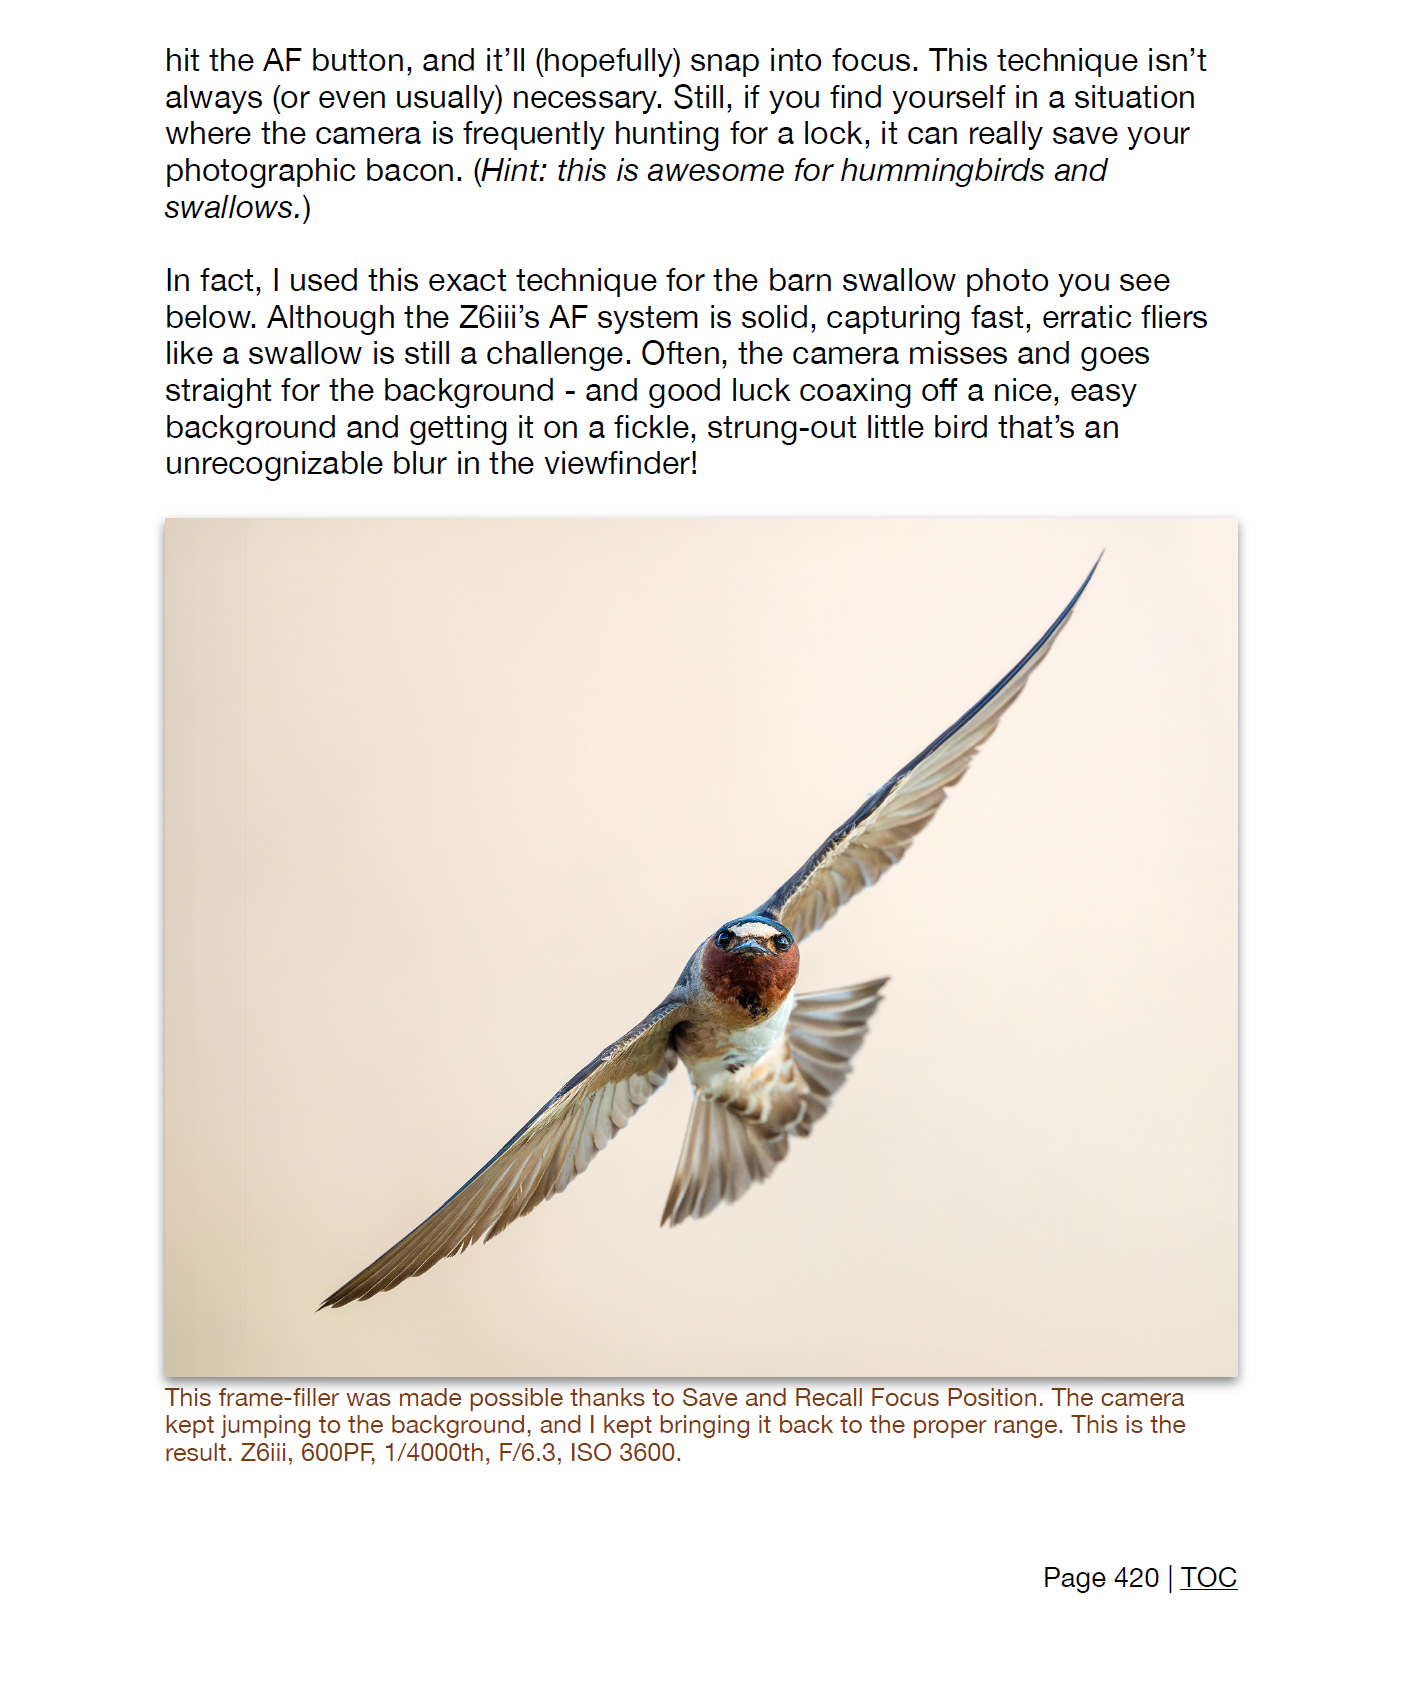 hit the AF button, and it’ll (hopefully) snap into focus. This technique isn’t
always (or even usually) necessary. Still, if you find yourself in a situation
where the camera is frequently hunting for a lock, it can really save your
photographic bacon. (Hint: this is awesome for hummingbirds and
swallows.)
In fact, I used this exact technique for the barn swallow photo you see
below. Although the Z6iii’s AF system is solid, capturing fast, erratic fliers
like a swallow is still a challenge. Often, the camera misses and goes
straight for the background - and good luck coaxing off a nice, easy
background and getting it on a fickle, strung-out little bird that’s an
unrecognizable blur in the viewfinder!
This frame-filler was made possible thanks to Save and Recall Focus Position. The camera
kept jumping to the background, and I kept bringing it back to the proper range. This is the
result. Z6iii, 600PF, 1/4000th, F/6.3, ISO 3600.
Page 420 | TOC